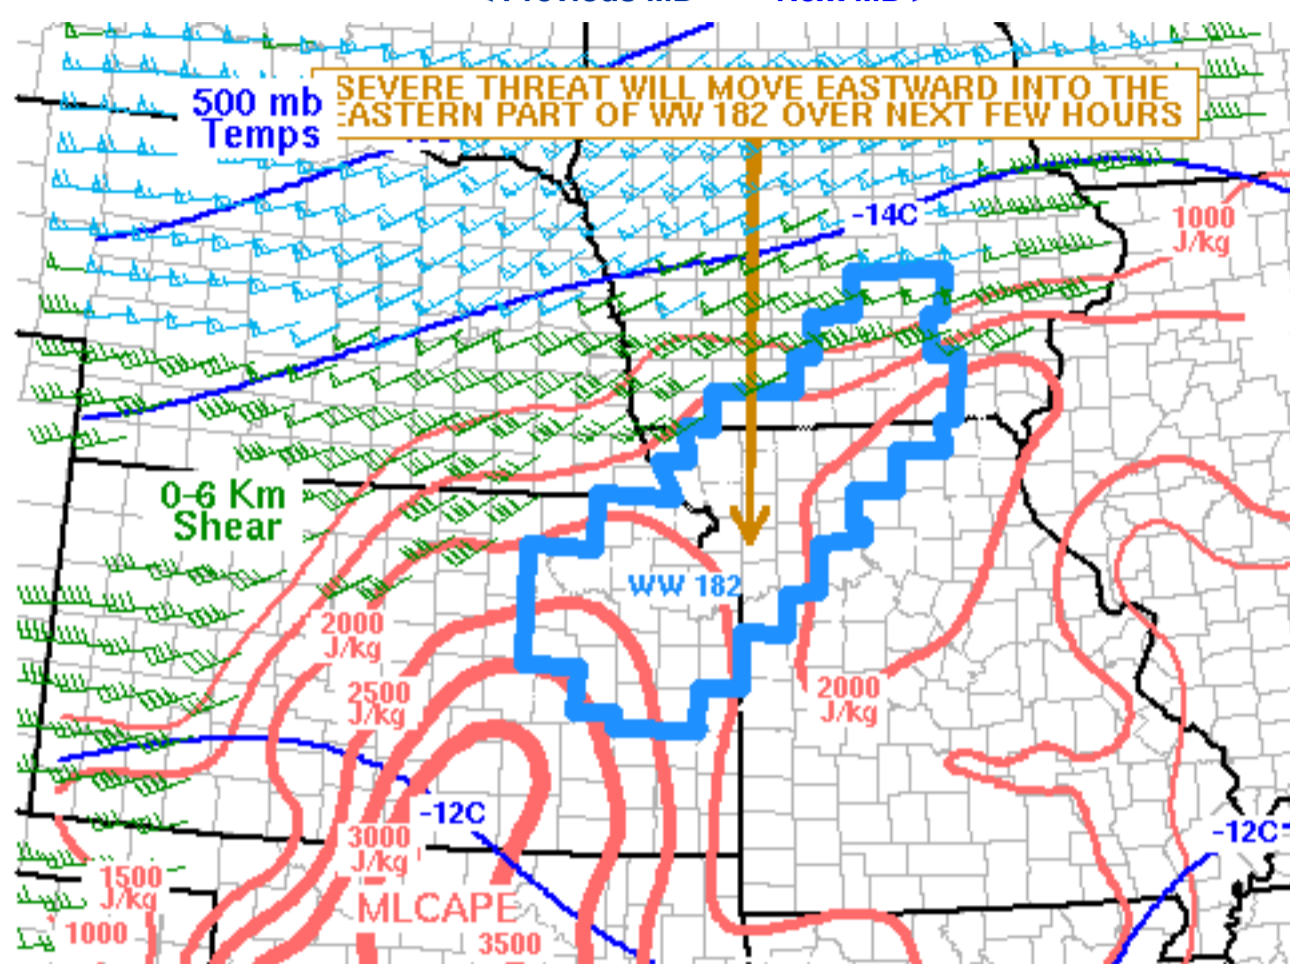 SEVERE THREAT WILL MOVE EASTWARD INTO THE
EASTERN PART OF WW 182 OVER NEXT FEW HOURS
500 mb
Temps
-14C
1000
J/kg
0-6 Km
Shear
WW 182
2000
J/kg
2500
J/kg
2000
J/kg
-12C
-12C
3000
J/kg
1500
J/kg
MLCAPE
1000
3500
J/kg